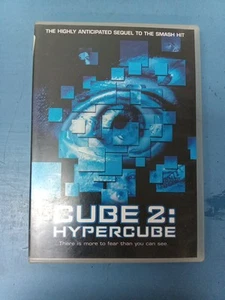 THE HIGHLY ANTICIPATED SEQUEL TO THE SMASH HIT
CUBE 2:
HYPERCUBE
...There is more to fear than you can see.